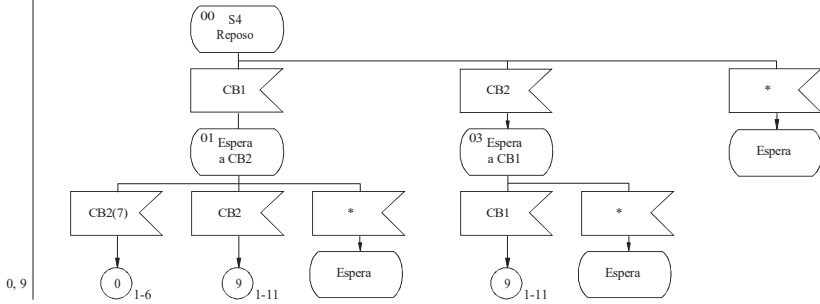 00 S4
Reposo
CB1
CB2
*
01 Espera
a CB2
03 Espera
a CB1
Espera
CB2(7)
CB2
*
CB1
*
Espera
Espera
0, 9
0
1-6
9
1-11
9
1-11